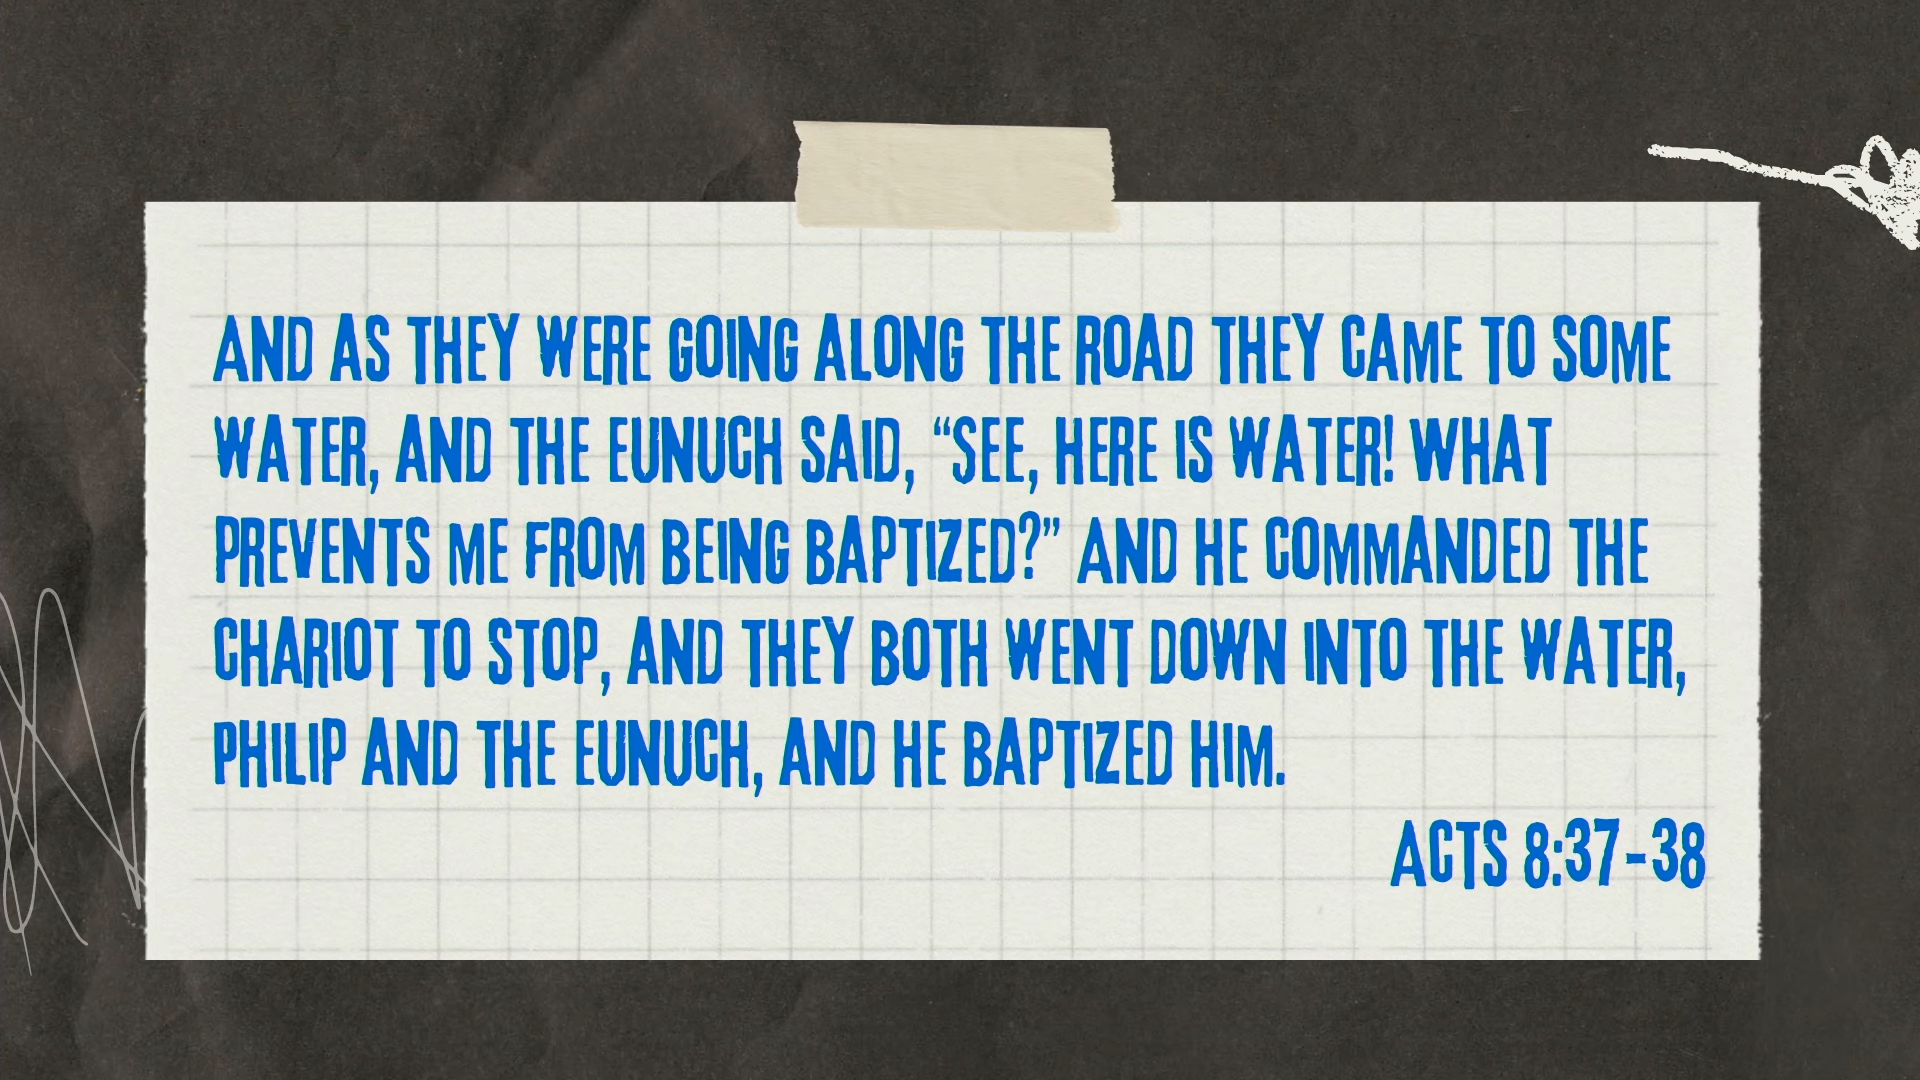 AND AS THEY WERE GOING ALONG THE ROAD THEY CAME TO SOME
WATER, AND THE EUNUCH SAID, “SEE, HERE IS WATER! WHAT
PREVENTS ME FROM BEING BAPTIZED?” AND HE COMMANDED THE
CHARIOT TO STOP, AND THEY BOTH WENT DOWN INTO THE WATER,
PHILIP AND THE EUNUCH, AND HE BAPTIZED HIM.
ACTS 8:37-38